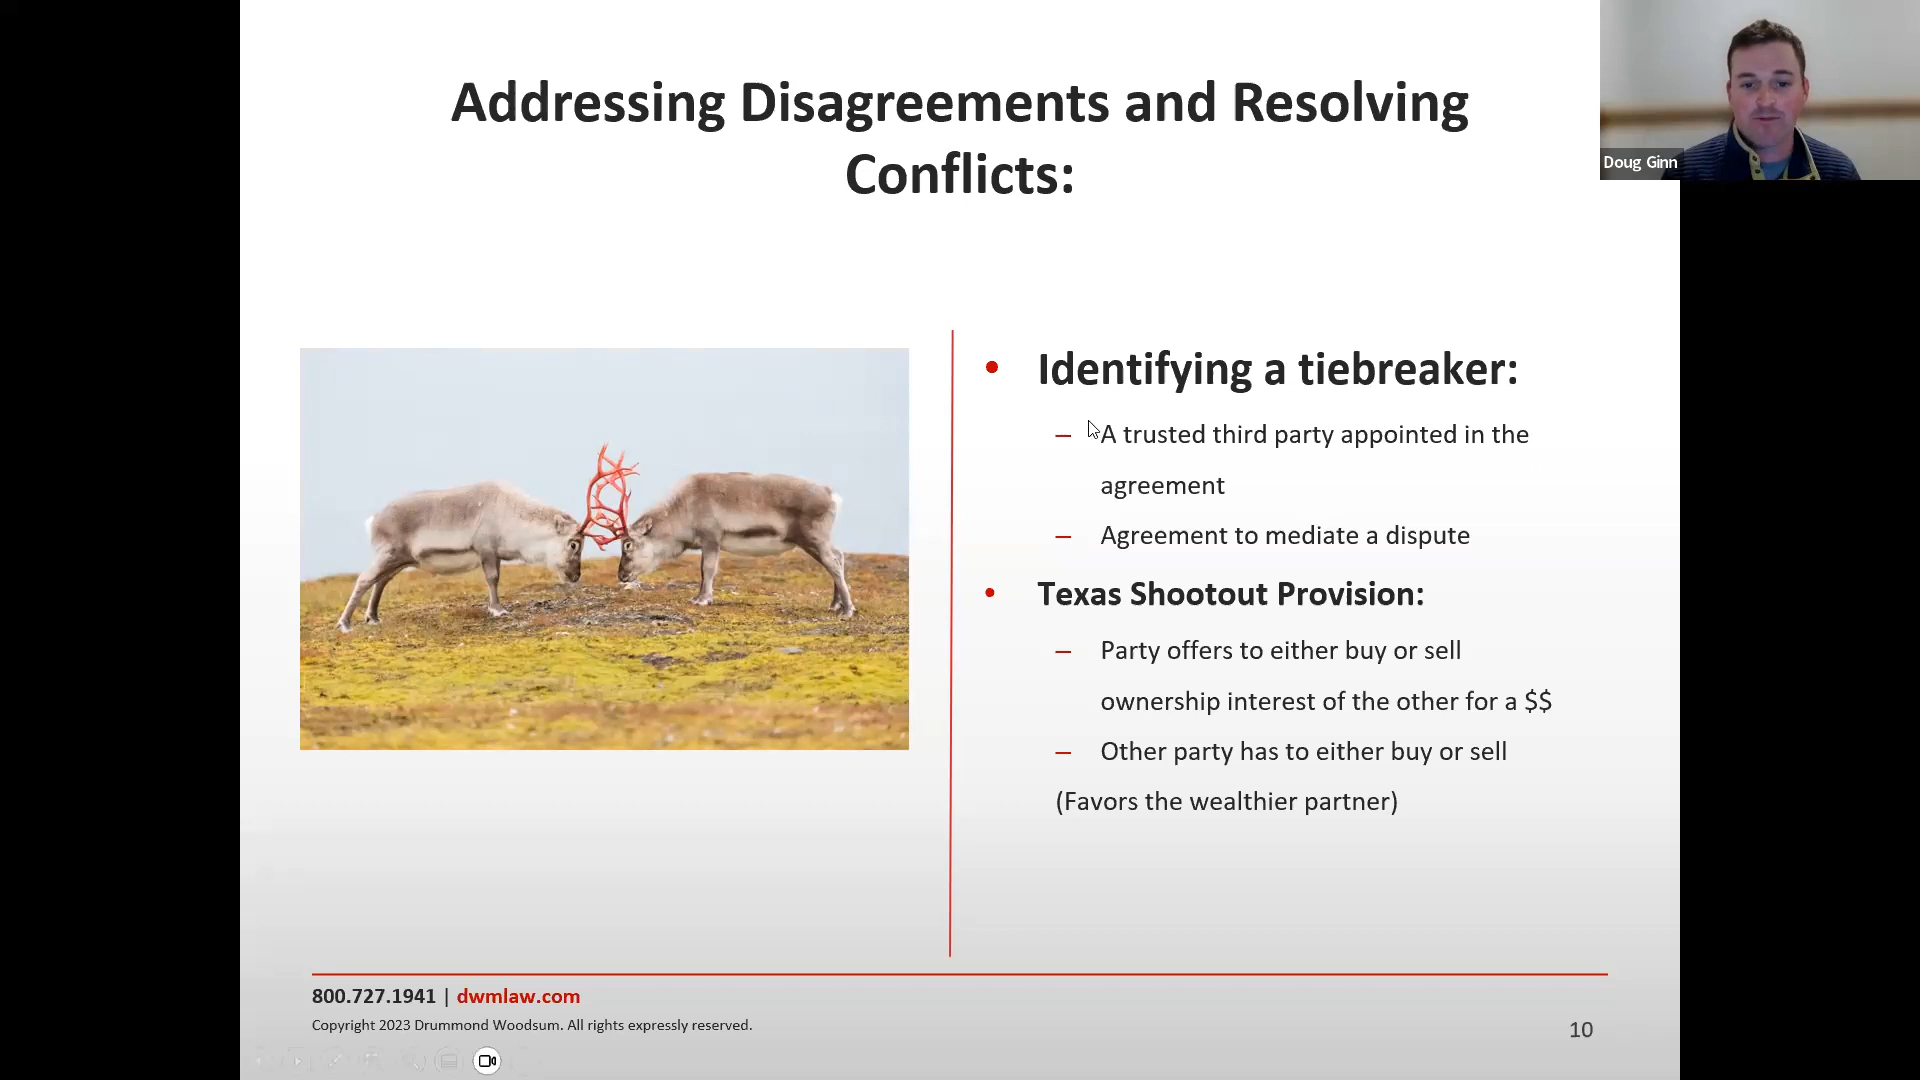 Addressing Disagreements and Resolving
Conflicts:
Doug Ginn
• Identifying a tiebreaker:
– A trusted third party appointed in the
agreement
– Agreement to mediate a dispute
• Texas Shootout Provision:
– Party offers to either buy or sell
ownership interest of the other for a $$
– Other party has to either buy or sell
(Favors the wealthier partner)
800.727.1941 | dwmlaw.com
Copyright 2023 Drummond Woodsum. All rights expressly reserved.
10